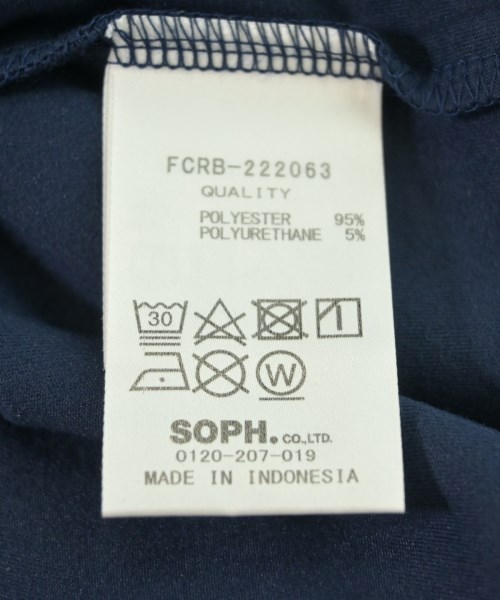 FCRB-222063
QUALITY
POLYESTER 95%
POLYURETHANE 5%
30
W
SOPH. CO.,LTD.
0120-207-019
MADE IN INDONESIA